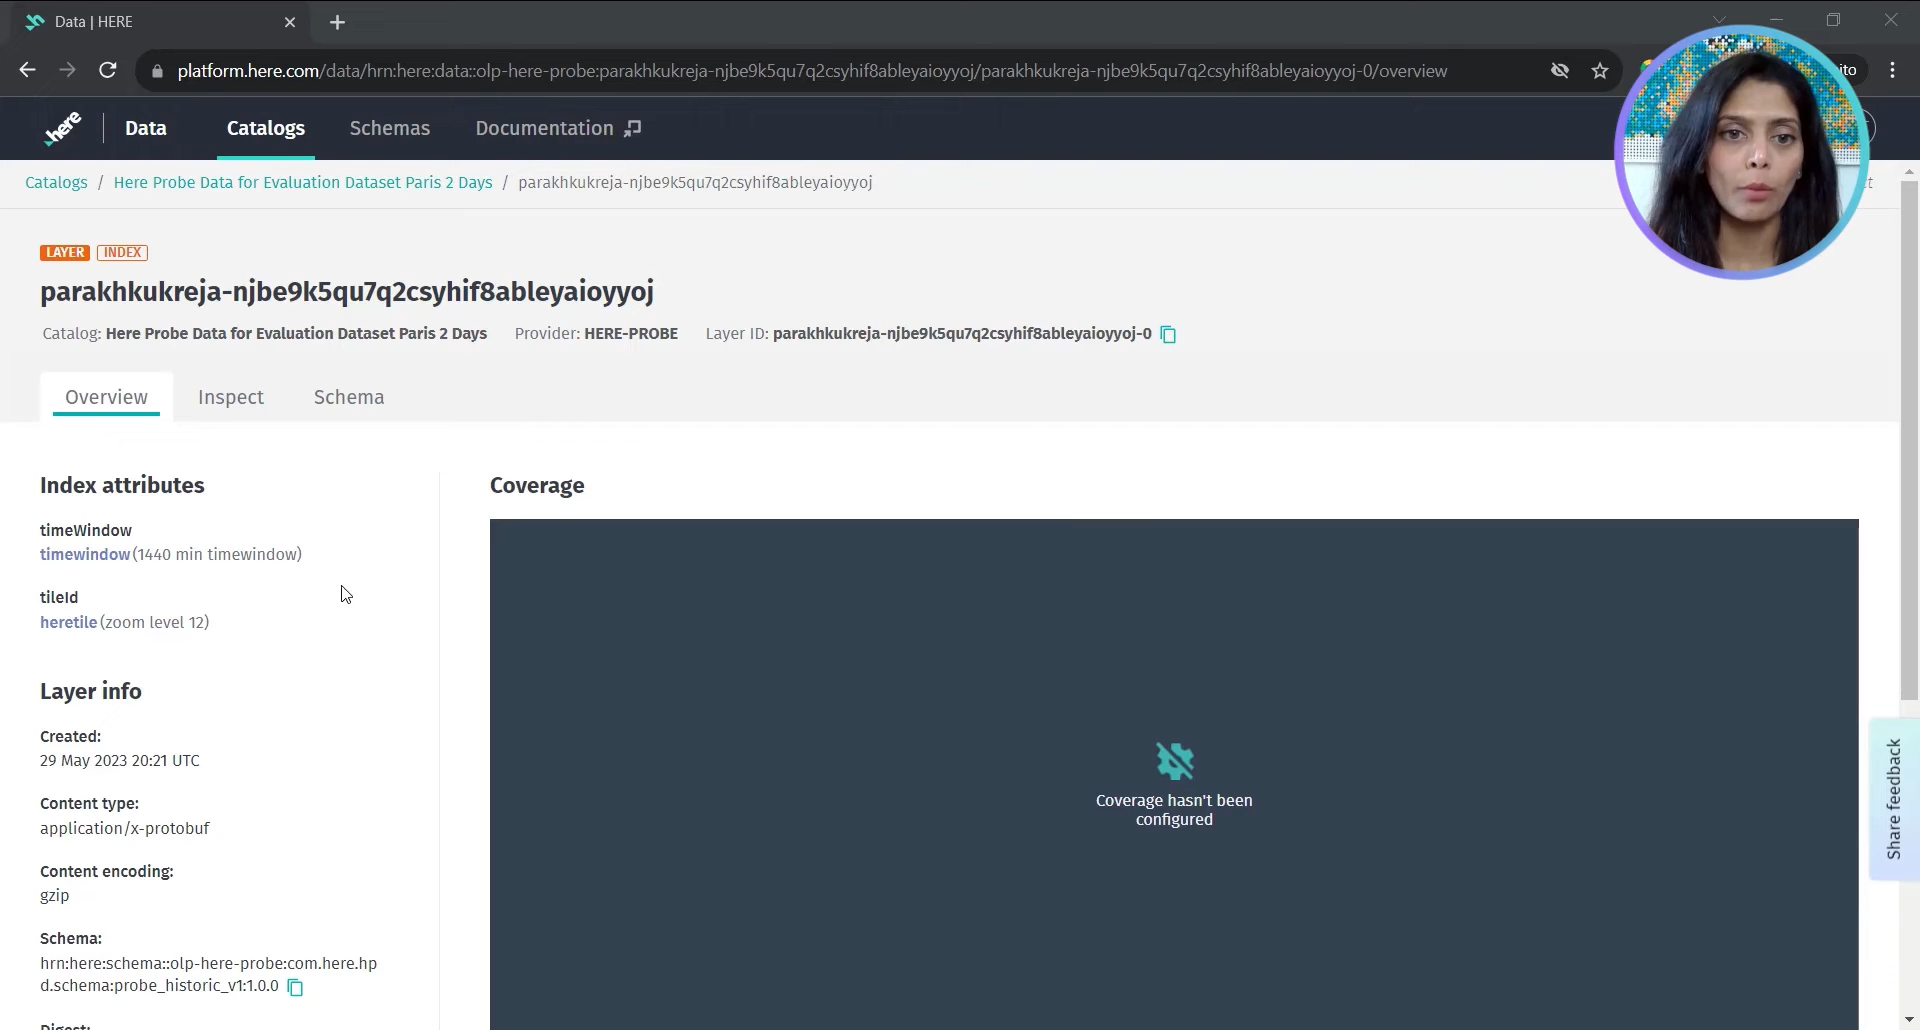 Data | HERE
platform.here.com/data/hrn:here:data::olp-here-probe:parakhkukreja-njbe9k5qu7q2csyhif8ableyaioyyoj/parakhkukreja-njbe9k5qu7q2csyhif8ableyaioyyoj-0/overview
here Data Catalogs Schemas Documentation
Catalogs / Here Probe Data for Evaluation Dataset Paris 2 Days / parakhkukreja-njbe9k5qu7q2csyhif8ableyaioyyoj
LAYER INDEX
parakhkukreja-njbe9k5qu7q2csyhif8ableyaioyyoj
Catalog: Here Probe Data for Evaluation Dataset Paris 2 Days Provider: HERE-PROBE Layer ID: parakhkukreja-njbe9k5qu7q2csyhif8ableyaioyyoj-0
Overview Inspect Schema
Index attributes
timeWindow
timewindow (1440 min timewindow)
tileId
heretile (zoom level 12)
Layer info
Created:
29 May 2023 20:21 UTC
Content type:
application/x-protobuf
Content encoding:
gzip
Schema:
hrn:here:schema::olp-here-probe:com.here.hp
d.schema:probe_historic_v1:1.0.0
Digest:
Coverage
Coverage hasn't been
configured
Share feedback